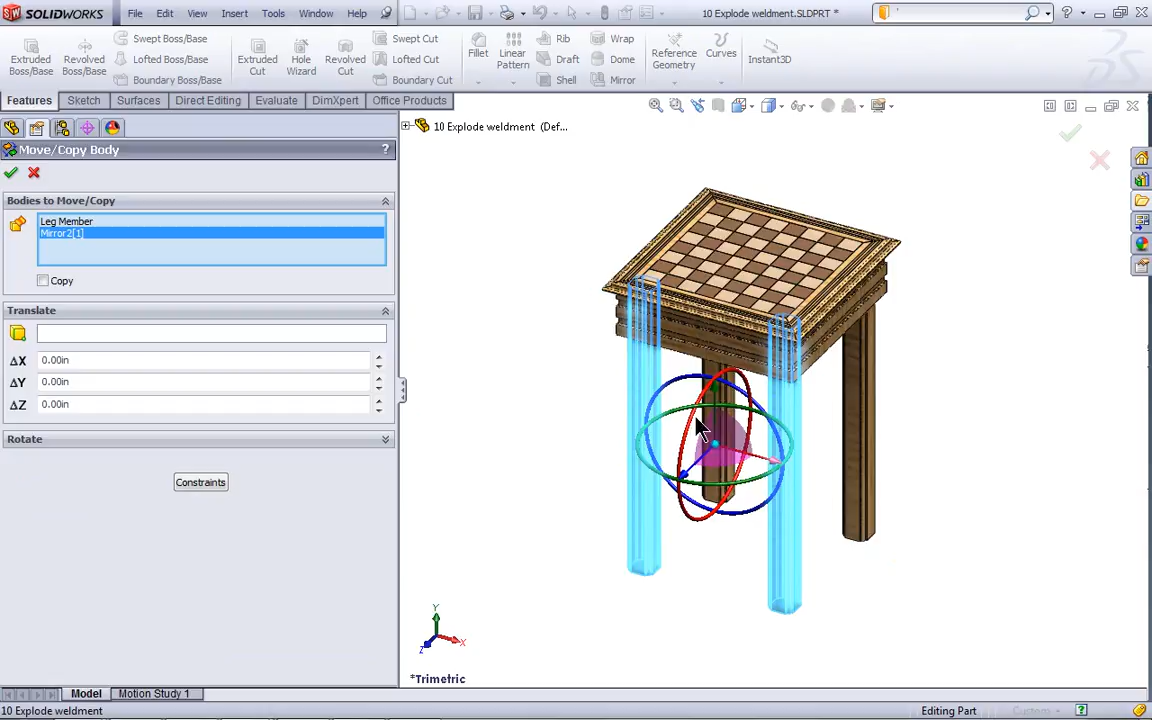 SOLIDWORKS File Edit View Insert Tools Window Help 10 Explode weldment.SLDPRT *
Extruded Boss/Base
Revolved Boss/Base
Swept Boss/Base
Lofted Boss/Base
Boundary Boss/Base
Extruded Cut
Hole Wizard
Revolved Cut
Swept Cut
Lofted Cut
Boundary Cut
Fillet
Linear Pattern
Rib
Draft
Shell
Wrap
Dome
Mirror
Reference Geometry
Curves
Instant3D
Features Sketch Surfaces Direct Editing Evaluate DimXpert Office Products
10 Explode weldment (Def...
Move/Copy Body ?
Bodies to Move/Copy
Leg Member
Mirror2[1]
Copy
Translate
ΔX 0.00in
ΔY 0.00in
ΔZ 0.00in
Rotate
Constraints
Y
X
Z
*Trimetric
Model Motion Study 1
10 Explode weldment Editing Part Custom